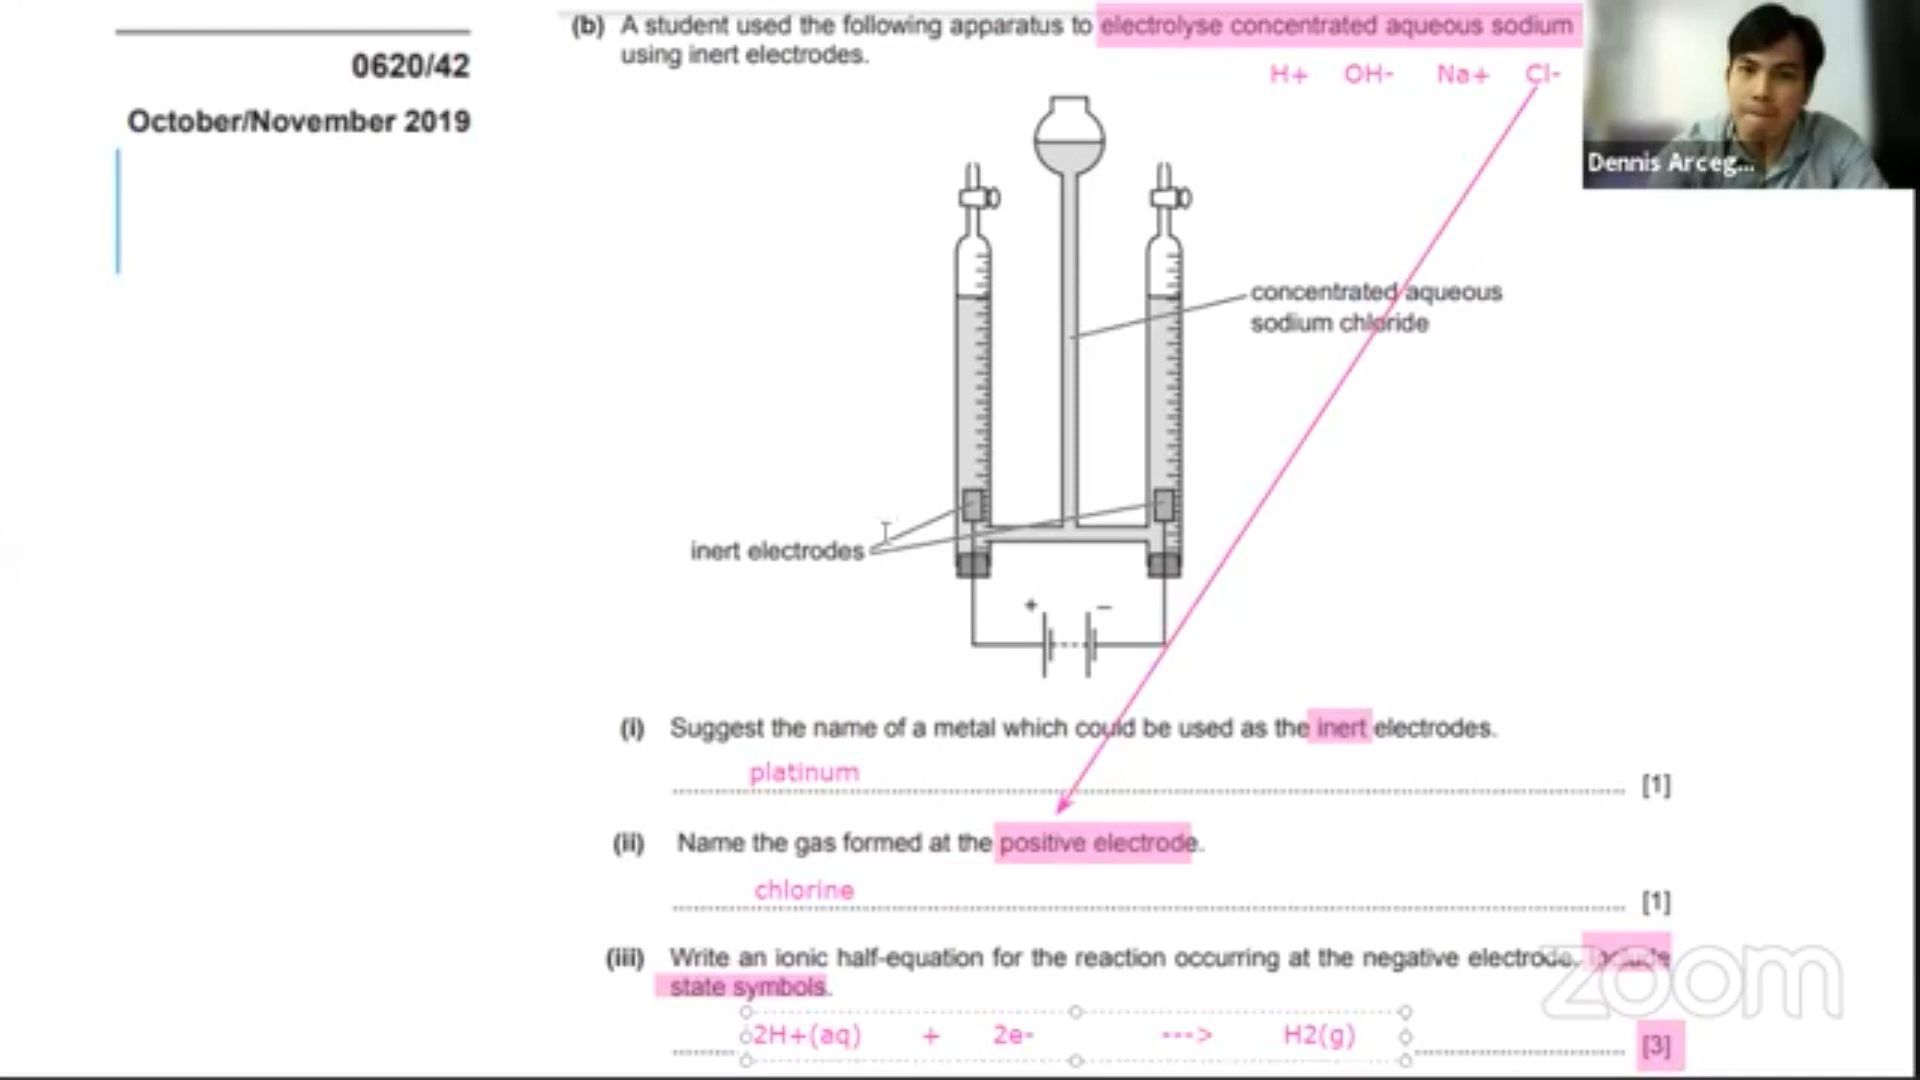 0620/42
October/November 2019
(b) A student used the following apparatus to electrolyse concentrated aqueous sodium
using inert electrodes.
H+ OH- Na+ Cl-
Dennis Arceg...
concentrated aqueous
sodium chloride
inert electrodes
+ −
(i) Suggest the name of a metal which could be used as the inert electrodes.
platinum
[1]
(ii) Name the gas formed at the positive electrode.
chlorine
[1]
(iii) Write an ionic half-equation for the reaction occurring at the negative electrode. Include
state symbols.
2H+(aq) + 2e- ---> H2(g)
[3]
zoom